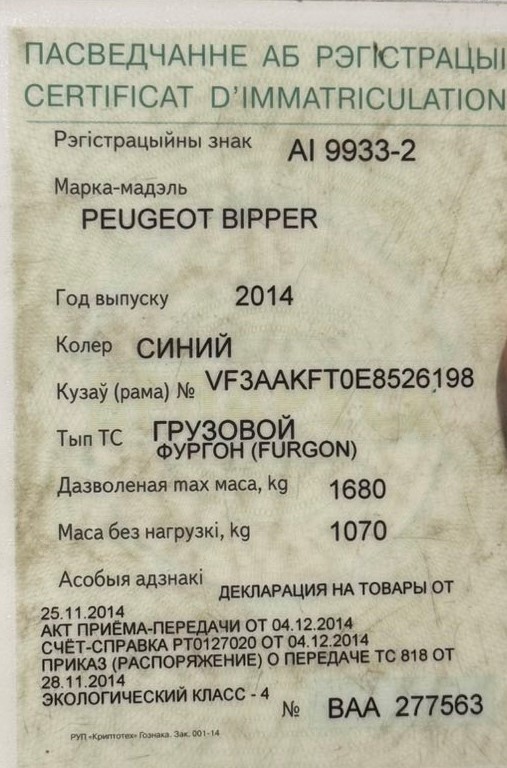 ПАСВЕДЧАННЕ АБ РЭГІСТРАЦЫІ
CERTIFICAT D'IMMATRICULATION
Рэгістрацыйны знак AI 9933-2
Марка-мадэль
PEUGEOT BIPPER
Год выпуску 2014
Колер СИНИЙ
Кузаў (рама) № VF3AAKFT0E8526198
Тып ТС ГРУЗОВОЙ
ФУРГОН (FURGON)
Дазволеная max маса, kg 1680
Маса без нагрузкі, kg 1070
Асобыя адзнакі ДЕКЛАРАЦИЯ НА ТОВАРЫ ОТ
25.11.2014
АКТ ПРИЁМА-ПЕРЕДАЧИ ОТ 04.12.2014
СЧЁТ-СПРАВКА РТ0127020 ОТ 04.12.2014
ПРИКАЗ (РАСПОРЯЖЕНИЕ) О ПЕРЕДАЧЕ ТС 818 ОТ
28.11.2014
ЭКОЛОГИЧЕСКИЙ КЛАСС - 4
№ ВАА 277563
РУП «Криптотех» Гознака. Зак. 001-14